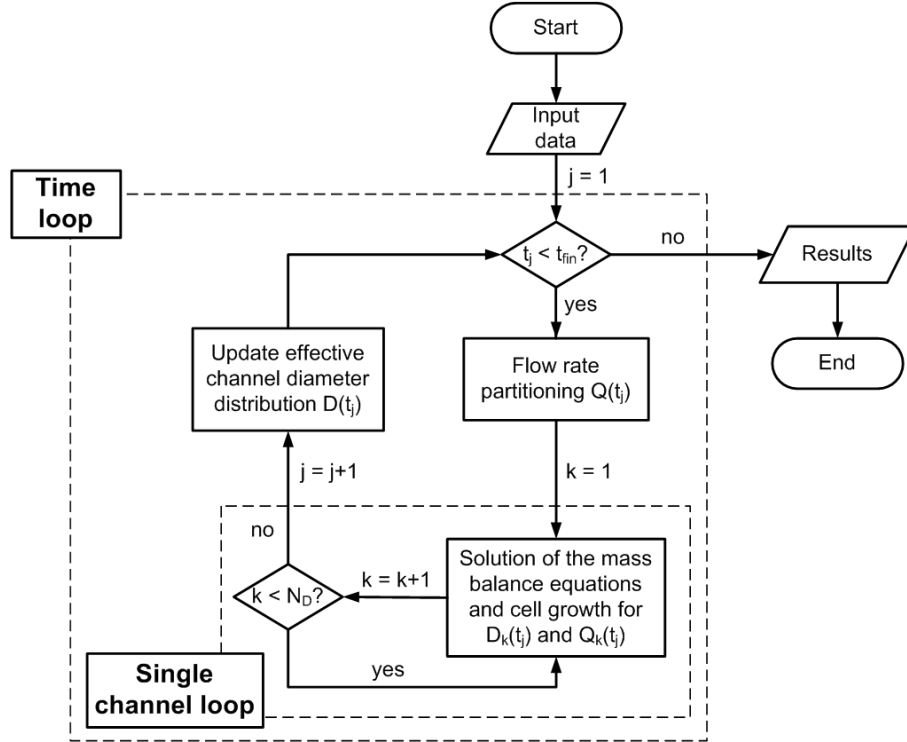 Start
Input
data
j = 1
Time
loop
t_j < t_fin?
no
Results
yes
End
Update effective
channel diameter
distribution D(t_j)
Flow rate
partitioning Q(t_j)
j = j+1
k = 1
no
Solution of the mass
balance equations
and cell growth for
D_k(t_j) and Q_k(t_j)
k = k+1
k < N_D?
yes
Single
channel loop